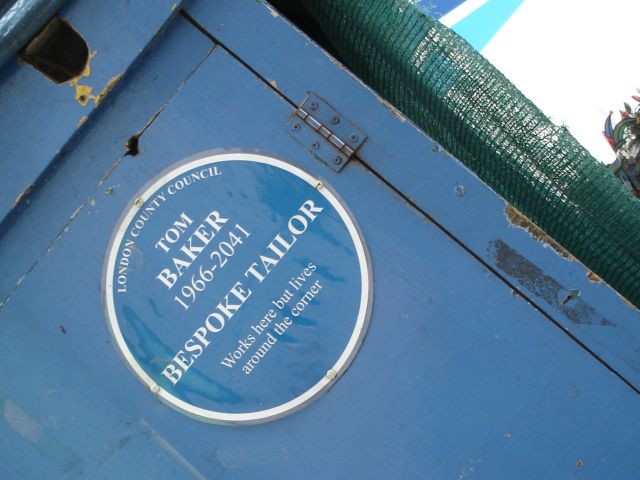 LONDON COUNTY COUNCIL
TOM
BAKER
1966-2041
BESPOKE TAILOR
Works here but lives
around the corner